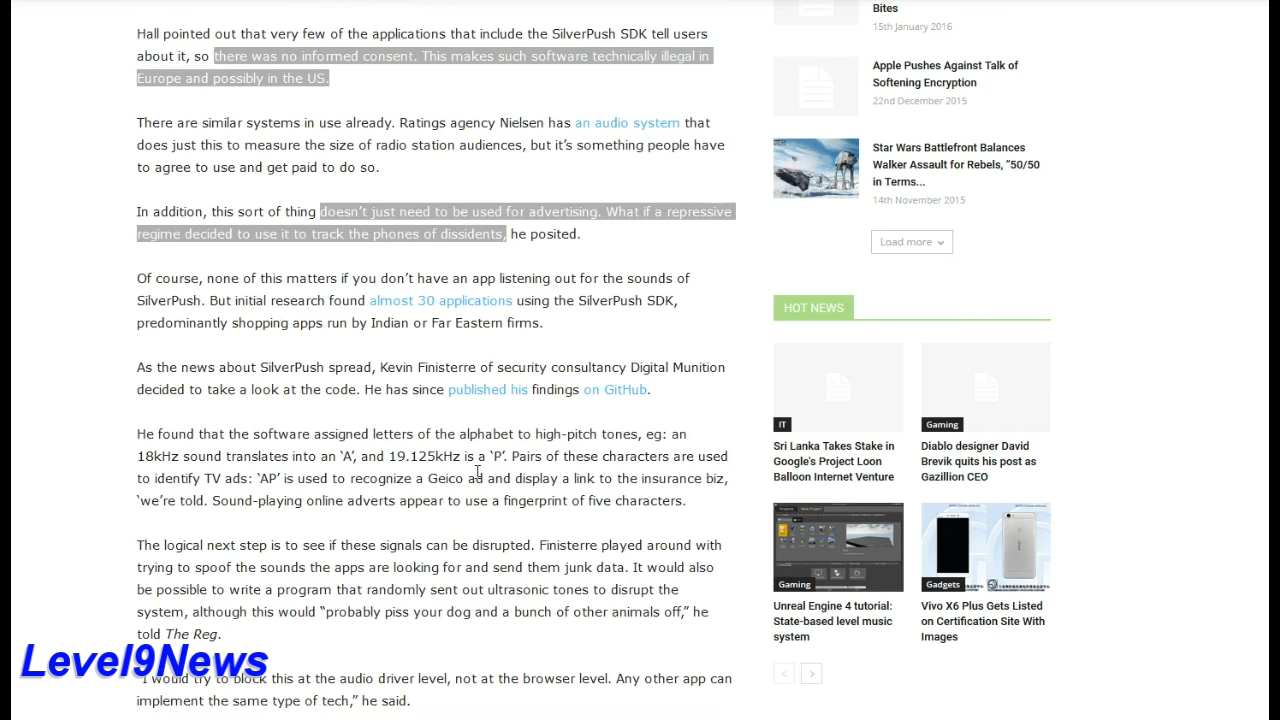 Hall pointed out that very few of the applications that include the SilverPush SDK tell users
about it, so there was no informed consent. This makes such software technically illegal in
Europe and possibly in the US.
There are similar systems in use already. Ratings agency Nielsen has an audio system that
does just this to measure the size of radio station audiences, but it’s something people have
to agree to use and get paid to do so.
In addition, this sort of thing doesn’t just need to be used for advertising. What if a repressive
regime decided to use it to track the phones of dissidents, he posited.
Of course, none of this matters if you don’t have an app listening out for the sounds of
SilverPush. But initial research found almost 30 applications using the SilverPush SDK,
predominantly shopping apps run by Indian or Far Eastern firms.
As the news about SilverPush spread, Kevin Finisterre of security consultancy Digital Munition
decided to take a look at the code. He has since published his findings on GitHub.
He found that the software assigned letters of the alphabet to high-pitch tones, eg: an
18kHz sound translates into an ‘A’, and 19.125kHz is a ‘P’. Pairs of these characters are used
to identify TV ads: ‘AP’ is used to recognize a Geico ad and display a link to the insurance biz,
‘we’re told. Sound-playing online adverts appear to use a fingerprint of five characters.
The logical next step is to see if these signals can be disrupted. Finisterre played around with
trying to spoof the sounds the apps are looking for and send them junk data. It would also
be possible to write a program that randomly sent out ultrasonic tones to disrupt the
system, although this would “probably piss your dog and a bunch of other animals off,” he
told The Reg.
Level9News
“I would try to block this at the audio driver level, not at the browser level. Any other app can
implement the same type of tech,” he said.
Bites
15th January 2016
Apple Pushes Against Talk of
Softening Encryption
22nd December 2015
Star Wars Battlefront Balances
Walker Assault for Rebels, “50/50
in Terms...
14th November 2015
Load more
HOT NEWS
IT
Sri Lanka Takes Stake in
Google's Project Loon
Balloon Internet Venture
Gaming
Diablo designer David
Brevik quits his post as
Gazillion CEO
Gaming
Unreal Engine 4 tutorial:
State-based level music
system
Gadgets
Vivo X6 Plus Gets Listed
on Certification Site With
Images